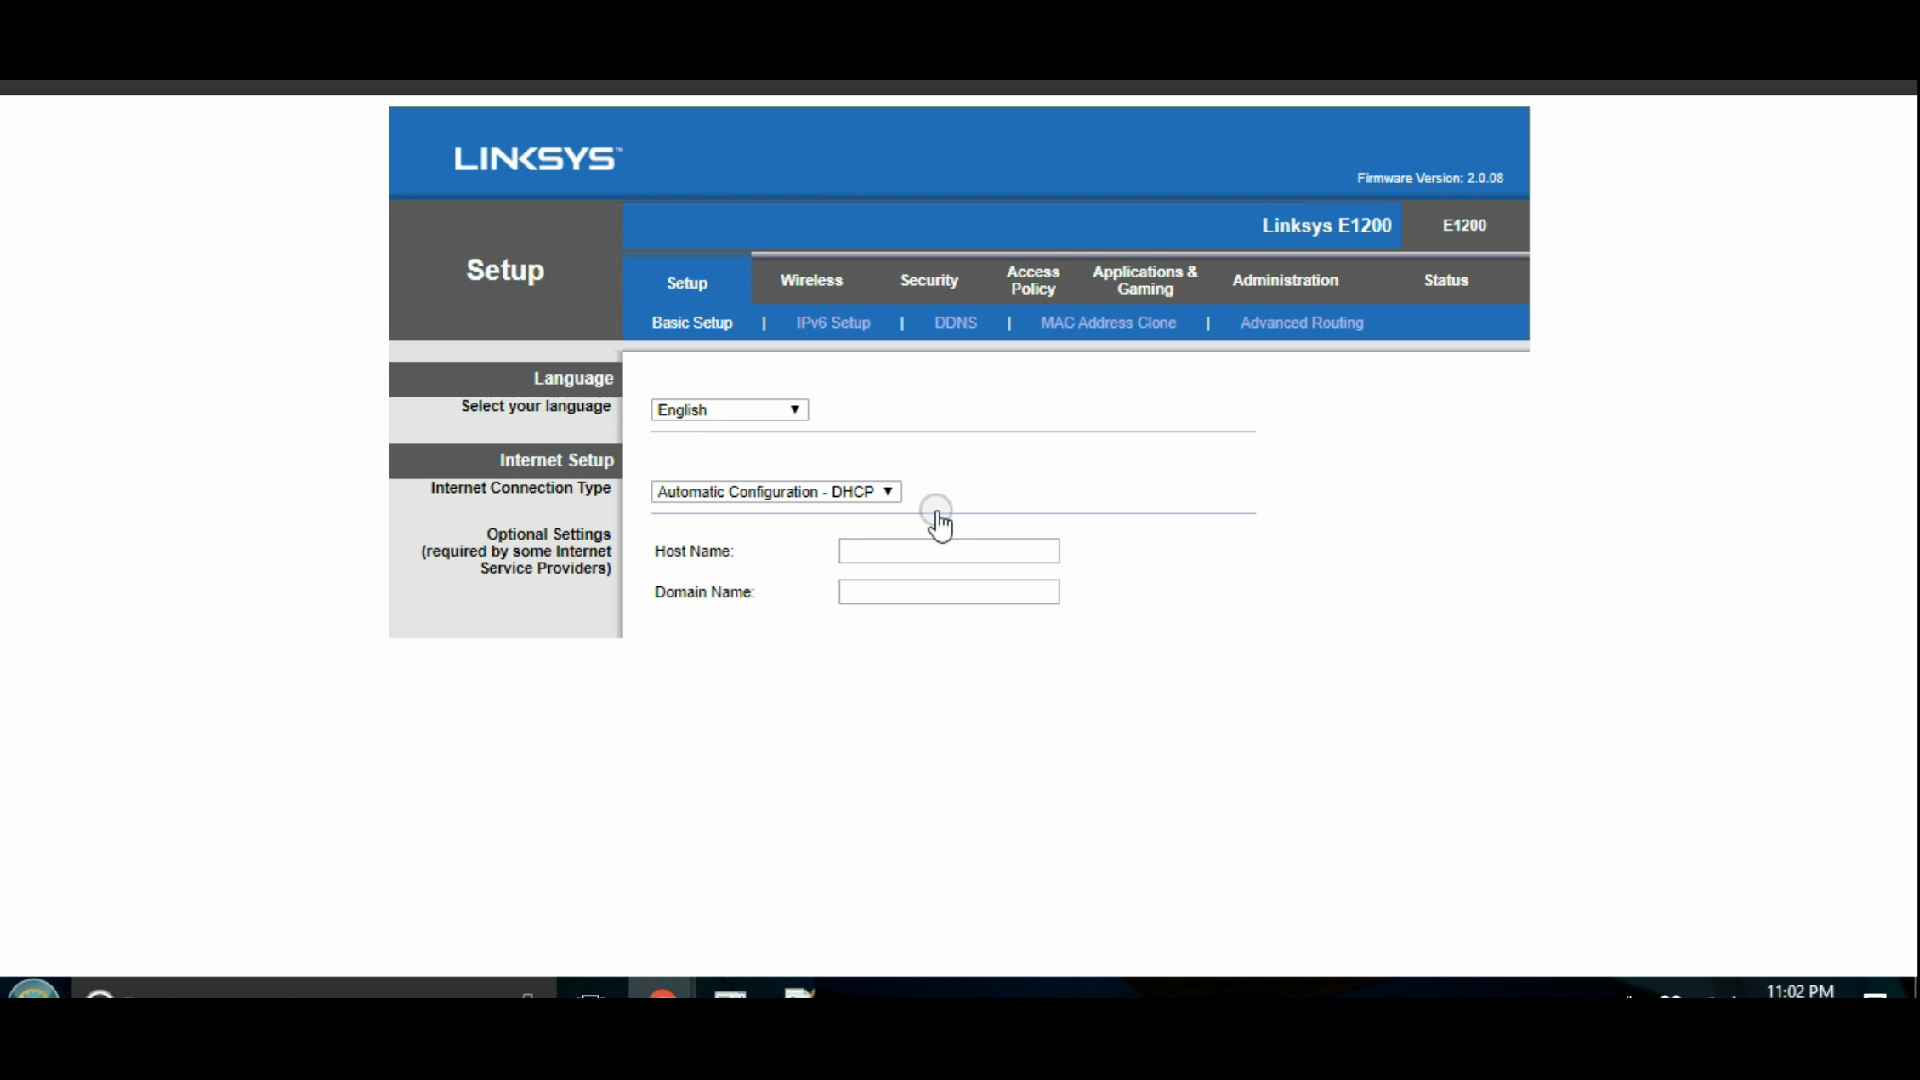 LINKSYS™
Firmware Version: 2.0.08
Linksys E1200
E1200
Setup
Setup
Wireless
Security
Access
Policy
Applications &
Gaming
Administration
Status
Basic Setup | IPv6 Setup | DDNS | MAC Address Clone | Advanced Routing
Language
Select your language
English
Internet Setup
Internet Connection Type
Automatic Configuration - DHCP
Optional Settings
(required by some Internet
Service Providers)
Host Name:
Domain Name:
11:02 PM